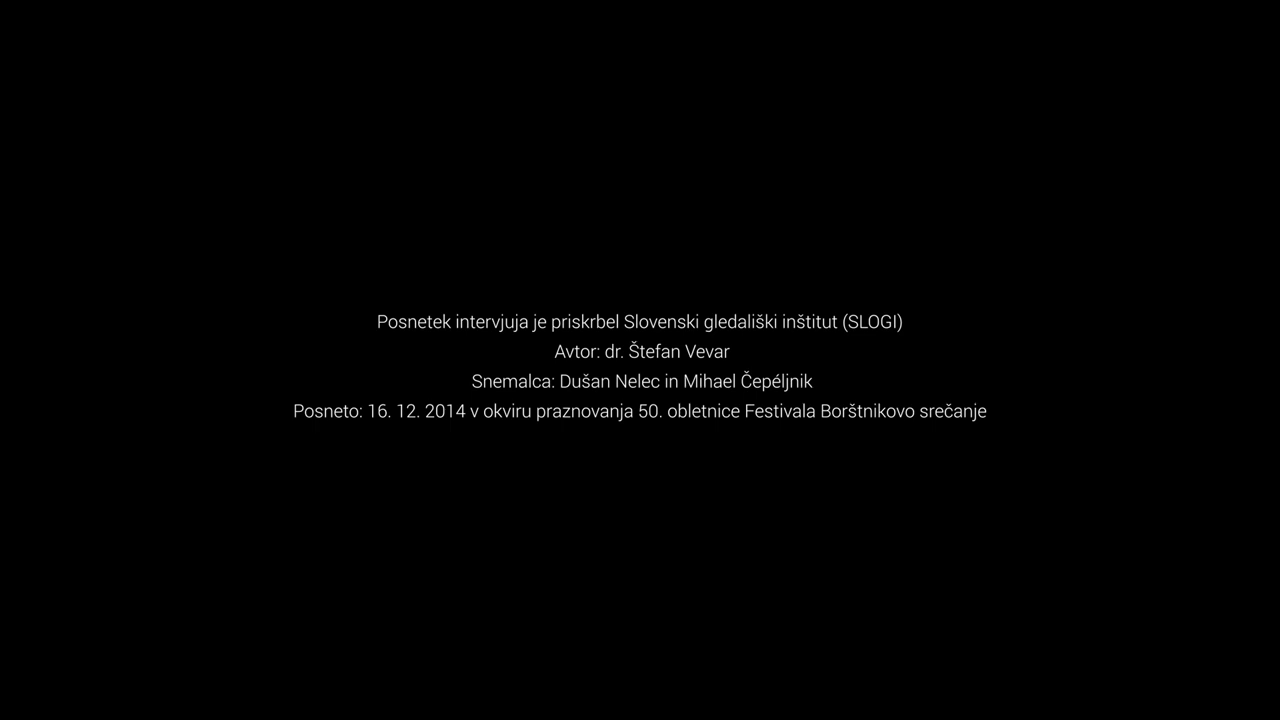 Posnetek intervjuja je priskrbel Slovenski gledališki inštitut (SLOGI)
Avtor: dr. Štefan Vevar
Snemalca: Dušan Nelec in Mihael Čepéljnik
Posneto: 16. 12. 2014 v okviru praznovanja 50. obletnice Festivala Borštnikovo srečanje